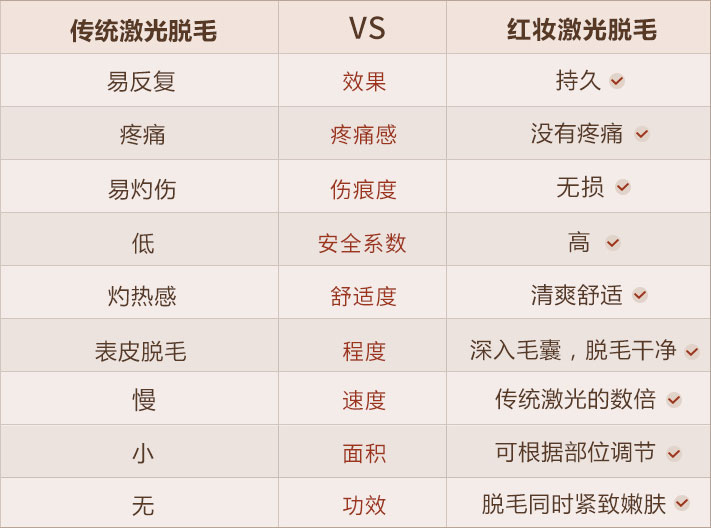 传统激光脱毛 VS 红妆激光脱毛
易反复 效果 持久
疼痛 疼痛感 没有疼痛
易灼伤 伤痕度 无损
低 安全系数 高
灼热感 舒适度 清爽舒适
表皮脱毛 程度 深入毛囊，脱毛干净
慢 速度 传统激光的数倍
小 面积 可根据部位调节
无 功效 脱毛同时紧致嫩肤